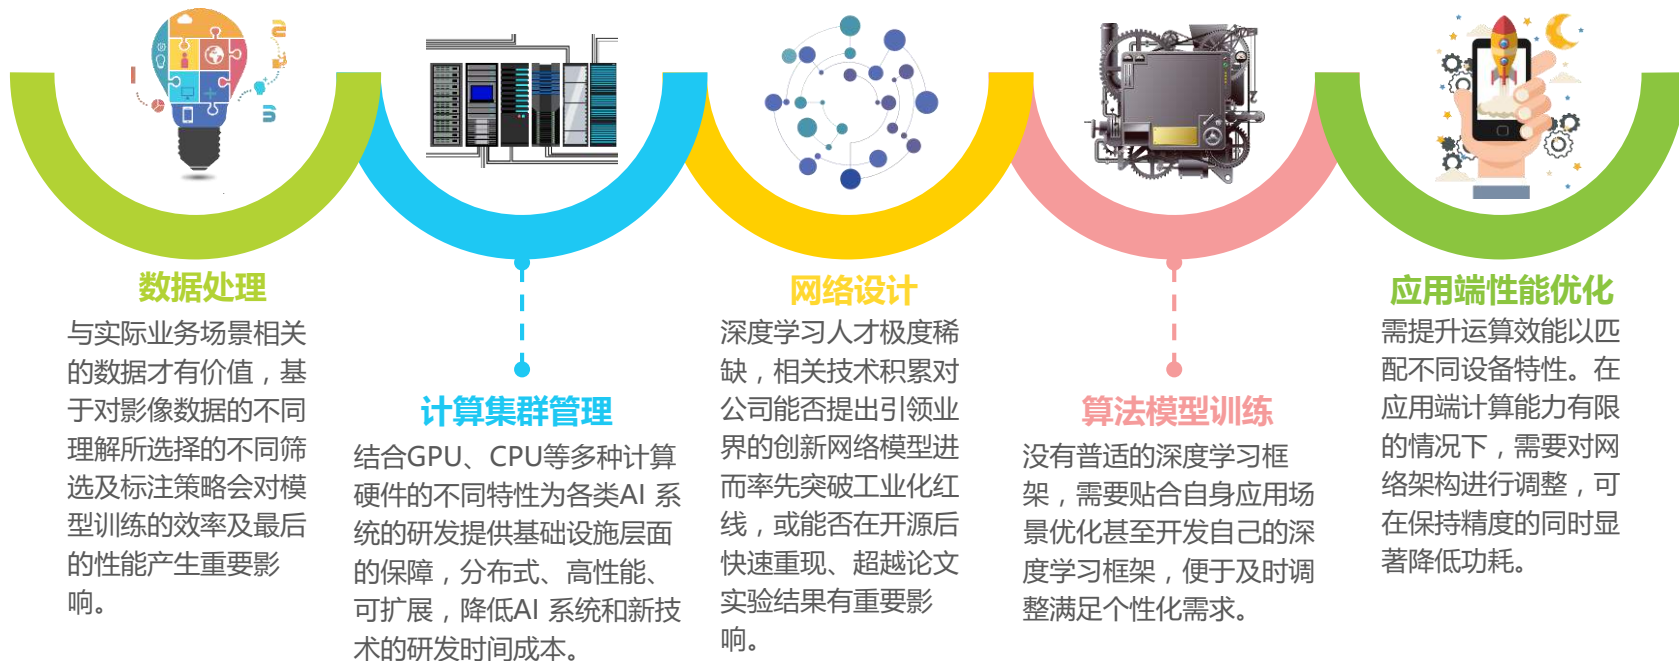 数据处理
与实际业务场景相关
的数据才有价值，基
于对影像数据的不同
理解所选择的不同筛
选及标注策略会对模
型训练的效率及最后
的性能产生重要影
响。
计算集群管理
结合GPU、CPU等多种计算
硬件的不同特性为各类AI 系
统的研发提供基础设施层面
的保障，分布式、高性能、
可扩展，降低AI 系统和新技
术的研发时间成本。
网络设计
深度学习人才极度稀
缺，相关技术积累对
公司能否提出引领业
界的创新网络模型进
而率先突破工业化红
线，或能否在开源后
快速重现、超越论文
实验结果有重要影
响。
算法模型训练
没有普适的深度学习框
架，需要贴合自身应用场
景优化甚至开发自己的深
度学习框架，便于及时调
整满足个性化需求。
应用端性能优化
需提升运算效能以匹
配不同设备特性。在
应用端计算能力有限
的情况下，需要对网
络架构进行调整，可
在保持精度的同时显
著降低功耗。